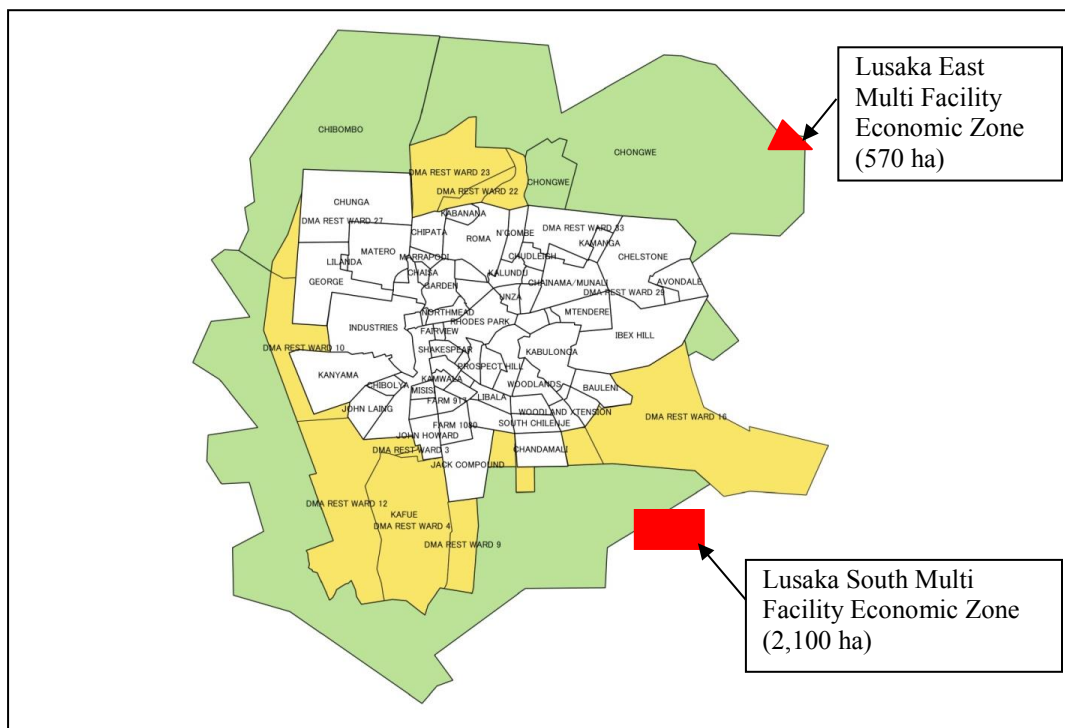 Lusaka East
Multi Facility
Economic Zone
(570 ha)
CHIBOMBO
CHONGWE
DMA REST WARD 23
CHONGWE
DMA REST WARD 22
CHUNGA
KABANANA
DMA REST WARD 27
CHIPATA
ROMA
N'GOMBE
DMA REST WARD 33
KAMANGA
MATERO
MARRAPODI
CHUDLEIGH
CHELSTONE
LILANDA
CHAISA
KALUNDU
GEORGE
GARDEN
CHAINAMA/MUNALI
AVONDALE
UNZA
DMA REST WARD 29
NORTHMEAD
MTENDERE
INDUSTRIES
RHODES PARK
FAIRVIEW
IBEX HILL
DMA REST WARD 10
SHAKESPEAR
KABULONGA
PROSPECT HILL
KANYAMA
KAMWALA
CHIBOLYA
WOODLANDS
BAULENI
MISISI
LIBALA
FARM 917
JOHN LAING
WOODLAND XTENSION
DMA REST WARD 16
FARM 1080
SOUTH CHILENJE
JOHN HOWARD
DMA REST WARD 3
CHANDAMALI
JACK COMPOUND
DMA REST WARD 12
KAFUE
DMA REST WARD 4
DMA REST WARD 9
Lusaka South Multi
Facility Economic Zone
(2,100 ha)